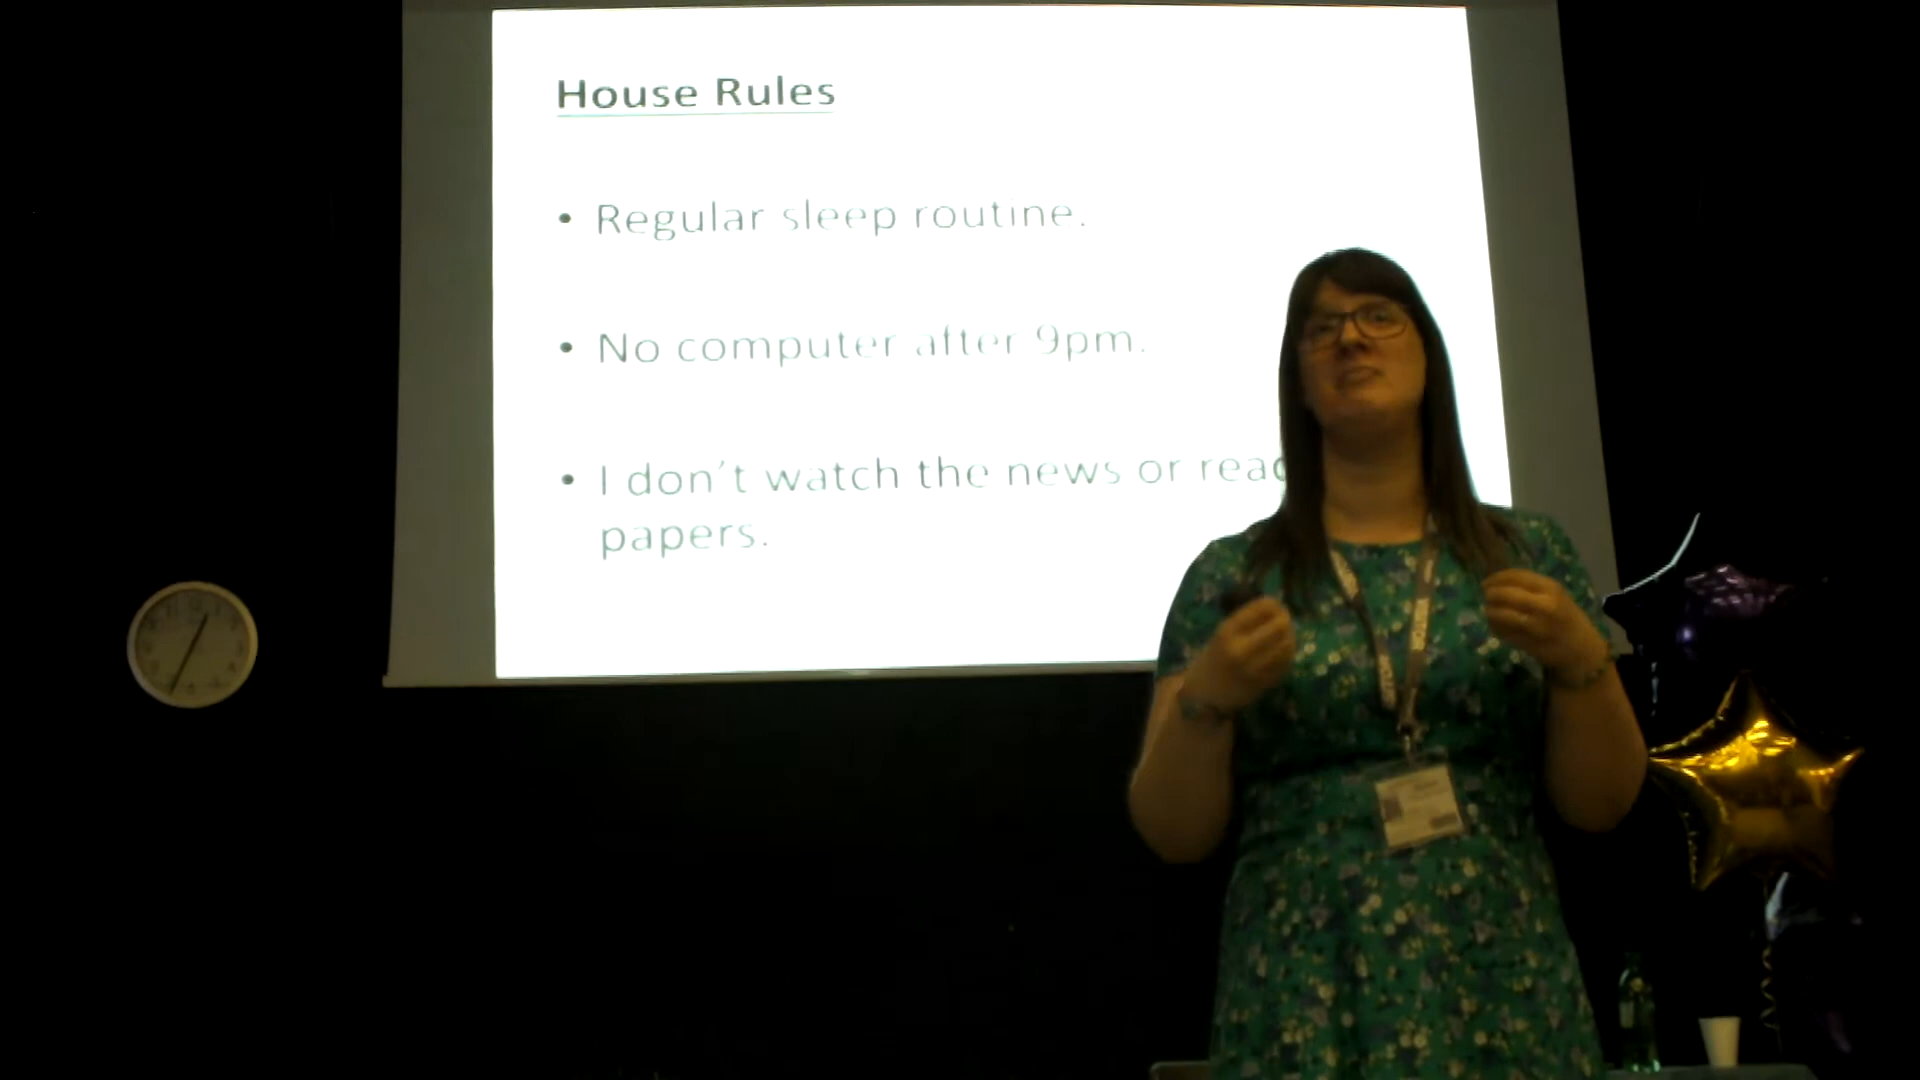 House Rules
• Regular sleep routine.
• No computer after 9pm.
• I don't watch the news or read
papers.